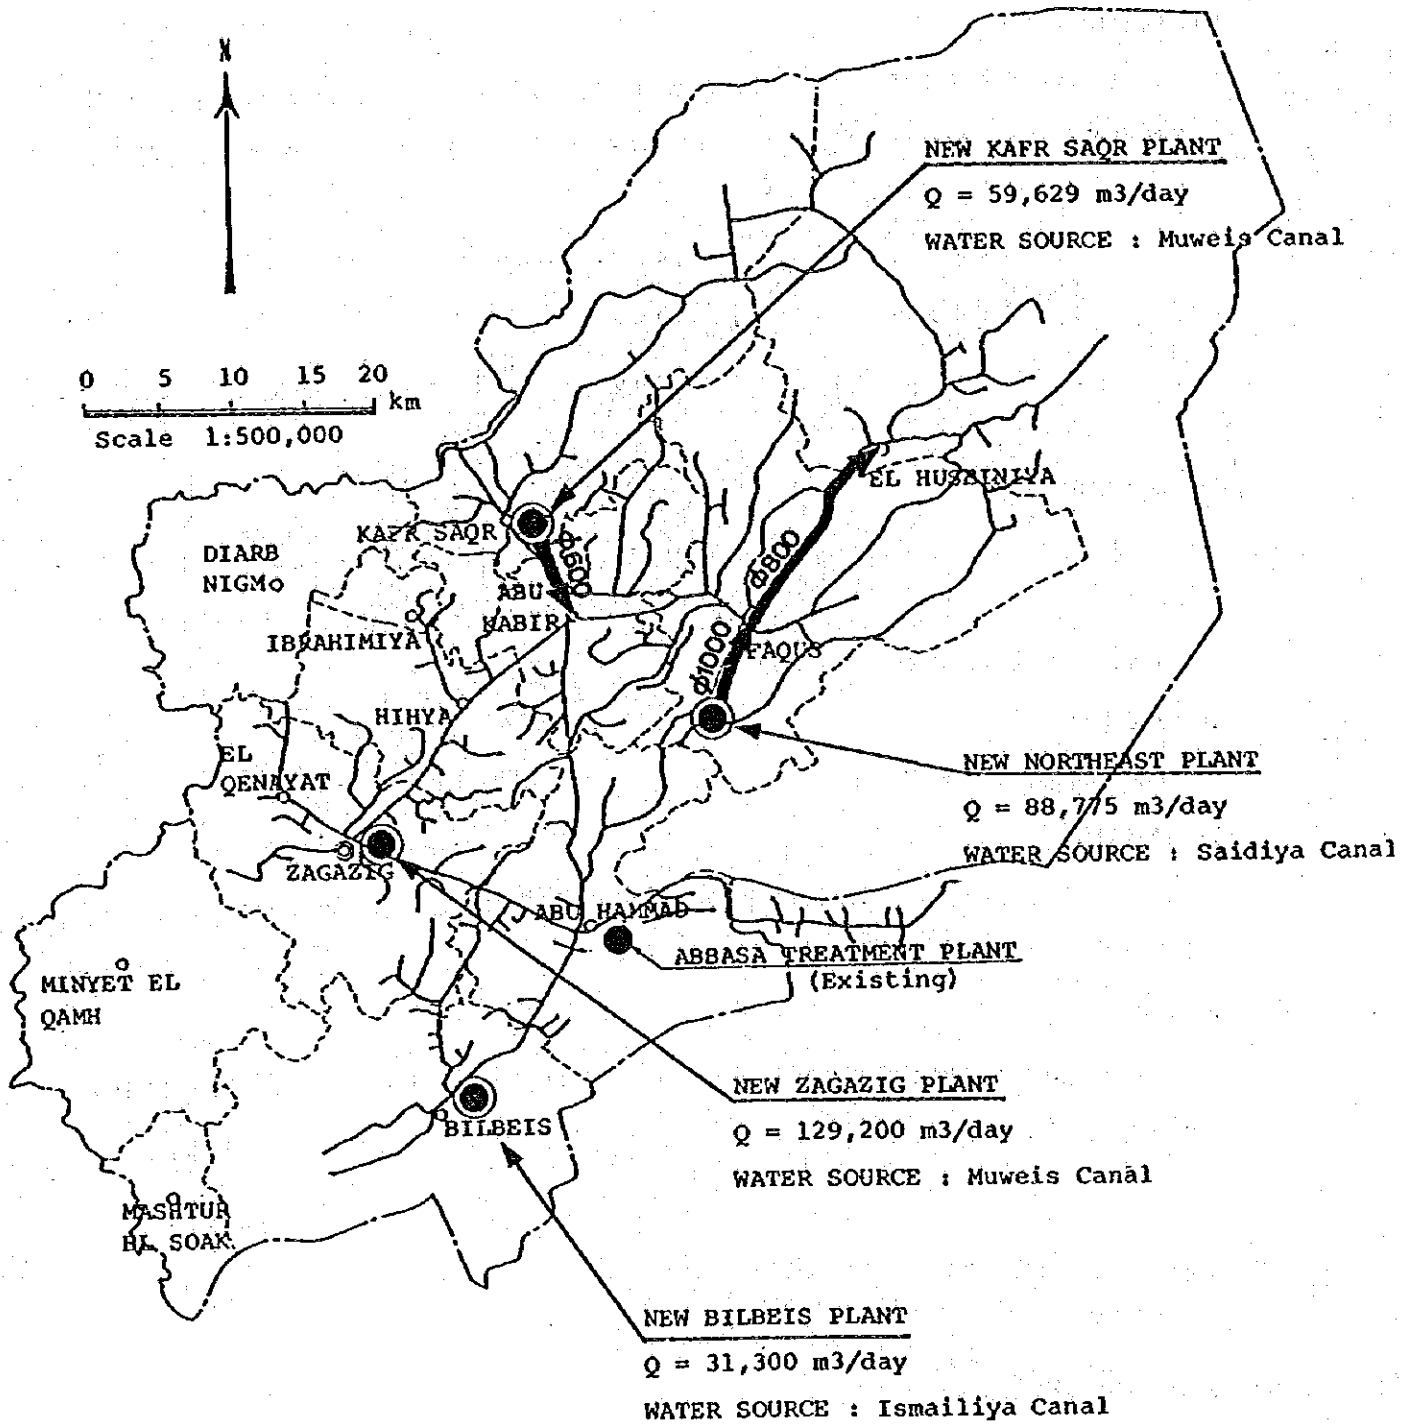 N
NEW KAFR SAQR PLANT
Q = 59,629 m3/day
WATER SOURCE : Muweis Canal
0 5 10 15 20
km
Scale 1:500,000
EL HUSEINIYA
KAFR SAQR
φ600
φ800
DIARB
NIGM
ABU
KABIR
IBRAHIMIYA
φ1000
FAQUS
HIHYA
EL
QENAYAT
NEW NORTHEAST PLANT
Q = 88,775 m3/day
WATER SOURCE : Saidiya Canal
ZAGAZIG
ABU HAMMAD
ABBASA TREATMENT PLANT
(Existing)
MINYET EL
QAMH
NEW ZAGAZIG PLANT
Q = 129,200 m3/day
WATER SOURCE : Muweis Canal
BILBEIS
MASHTUR
HL SOAK
NEW BILBEIS PLANT
Q = 31,300 m3/day
WATER SOURCE : Ismailiya Canal